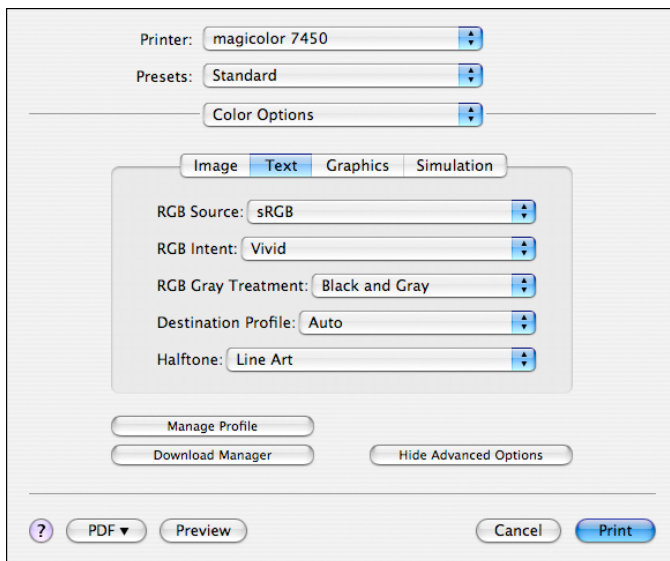 Printer: magicolor 7450
Presets: Standard
Color Options
Image Text Graphics Simulation
RGB Source: sRGB
RGB Intent: Vivid
RGB Gray Treatment: Black and Gray
Destination Profile: Auto
Halftone: Line Art
Manage Profile
Download Manager Hide Advanced Options
? PDF▼ Preview Cancel Print